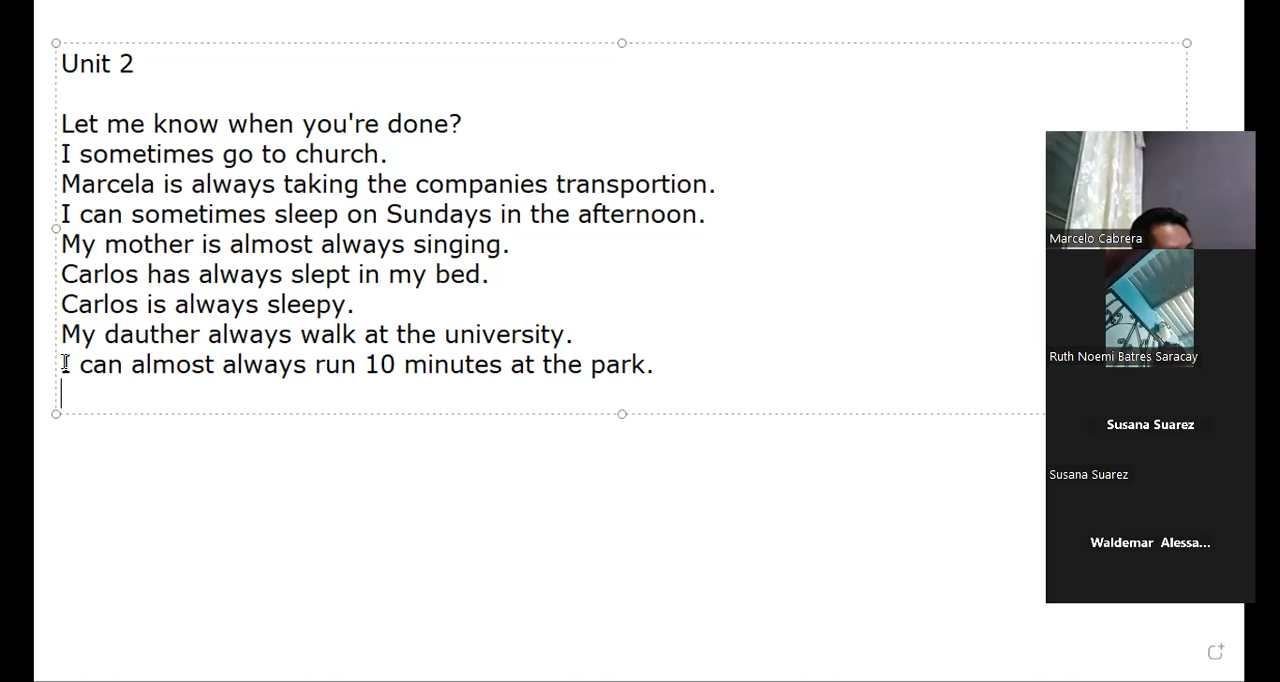 Unit 2
Let me know when you're done?
I sometimes go to church.
Marcela is always taking the companies transportion.
I can sometimes sleep on Sundays in the afternoon.
My mother is almost always singing.
Carlos has always slept in my bed.
Carlos is always sleepy.
My dauther always walk at the university.
I can almost always run 10 minutes at the park.
Marcelo Cabrera
Ruth Noemi Batres Saracay
Susana Suarez
Susana Suarez
Waldemar Alessa...